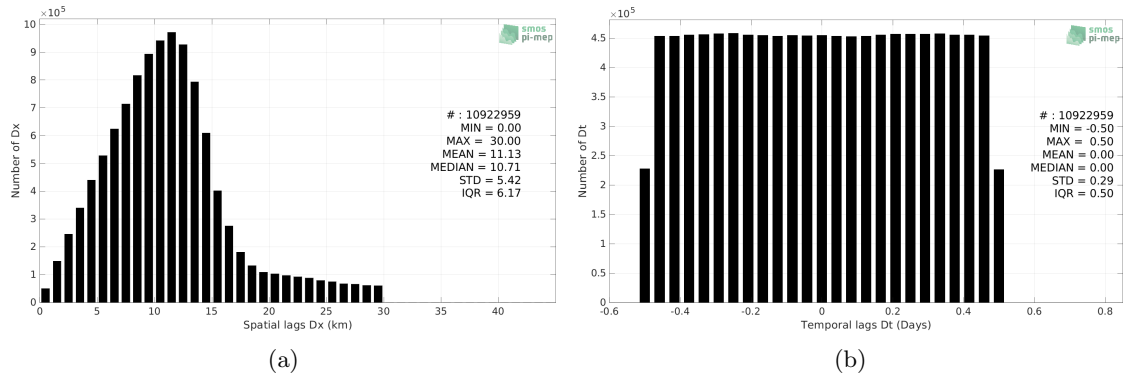 ×10⁵
10
9
8
7
6
5
4
3
2
1
0
Number of Dx
0 5 10 15 20 25 30 35 40
Spatial lags Dx (km)
smos
pi-mep
# : 10922959
MIN = 0.00
MAX = 30.00
MEAN = 11.13
MEDIAN = 10.71
STD = 5.42
IQR = 6.17
(a)
×10⁵
4.5
4
3.5
3
2.5
2
1.5
1
0.5
0
Number of Dt
-0.6 -0.4 -0.2 0 0.2 0.4 0.6 0.8
Temporal lags Dt (Days)
smos
pi-mep
# : 10922959
MIN = -0.50
MAX = 0.50
MEAN = 0.00
MEDIAN = 0.00
STD = 0.29
IQR = 0.50
(b)